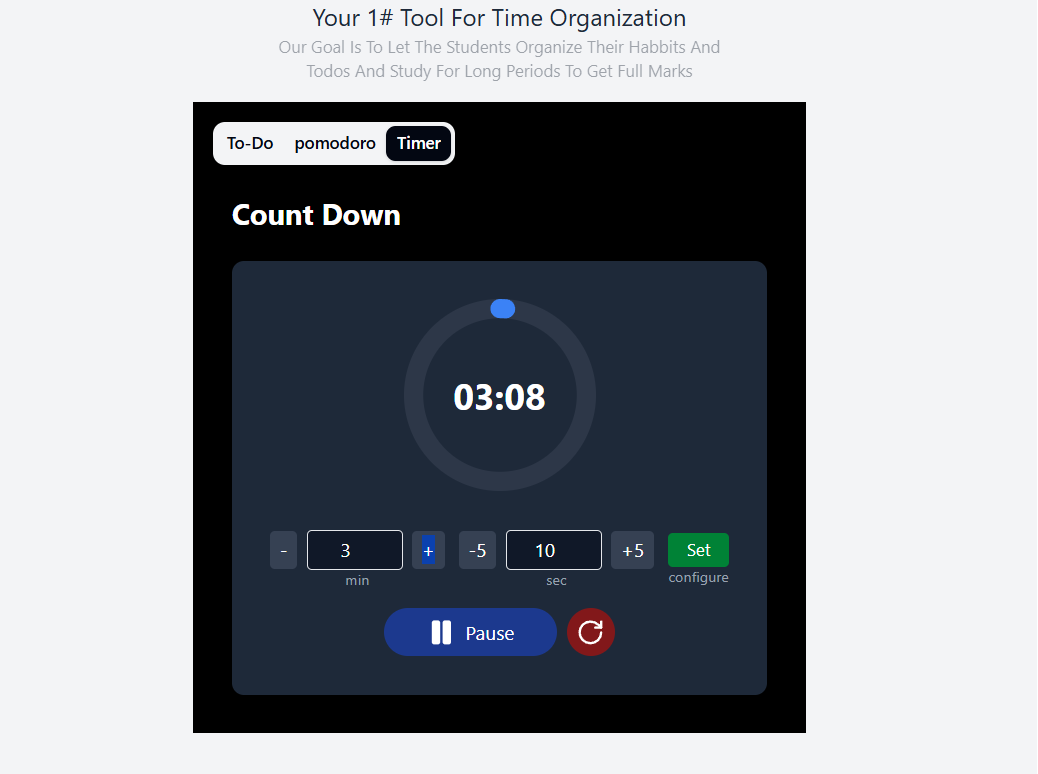 Your 1# Tool For Time Organization
Our Goal Is To Let The Students Organize Their Habbits And
Todos And Study For Long Periods To Get Full Marks
To-Do pomodoro Timer
Count Down
03:08
- 3 + -5 10 +5 Set
min sec configure
Pause